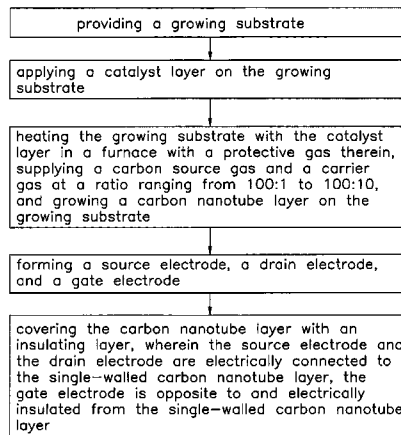 providing a growing substrate
applying a catalyst layer on the growing
substrate
heating the growing substrate with the catalyst
layer in a furnace with a protective gas therein,
supplying a carbon source gas and a carrier
gas at a ratio ranging from 100:1 to 100:10,
and growing a carbon nanotube layer on the
growing substrate
forming a source electrode, a drain electrode,
and a gate electrode
covering the carbon nanotube layer with an
insulating layer, wherein the source electrode and
the drain electrode are electrically connected to
the single-walled carbon nanotube layer, the
gate electrode is opposite to and electrically
insulated from the single-walled carbon nanotube
layer